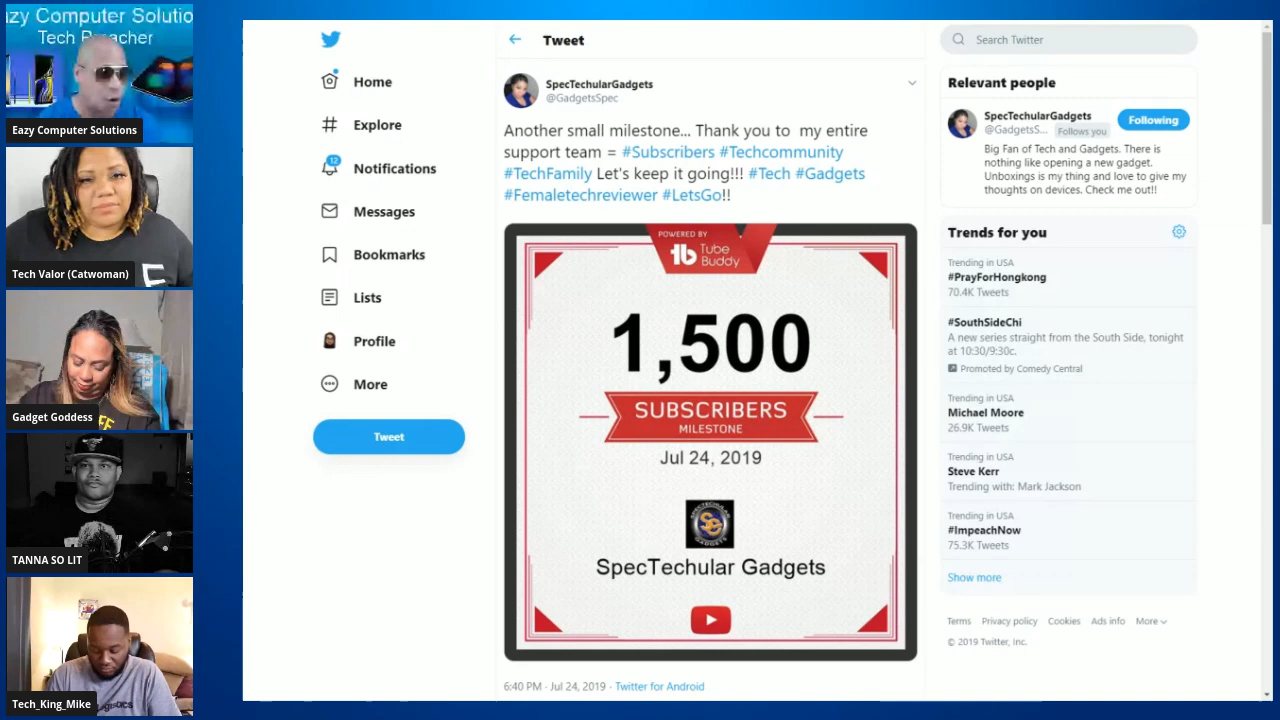 Eazy Computer Solutions
Tech Preacher
Eazy Computer Solutions
Tech Valor (Catwoman)
Gadget Goddess
TANNA SO LIT
Tech_King_Mike
Home
Explore
12
Notifications
Messages
Bookmarks
Lists
Profile
More
Tweet
Tweet
SpecTechularGadgets
@GadgetsSpec
Another small milestone... Thank you to my entire
support team = #Subscribers #Techcommunity
#TechFamily Let's keep it going!!! #Tech #Gadgets
#Femaletechreviewer #LetsGo!!
POWERED BY
tb Tube
Buddy
1,500
SUBSCRIBERS
MILESTONE
Jul 24, 2019
SpecTechular Gadgets
6:40 PM · Jul 24, 2019 · Twitter for Android
Search Twitter
Relevant people
SpecTechularGadgets
@GadgetsS... Follows you
Following
Big Fan of Tech and Gadgets. There is
nothing like opening a new gadget.
Unboxings is my thing and love to give my
thoughts on devices. Check me out!!
Trends for you
Trending in USA
#PrayForHongkong
70.4K Tweets
#SouthSideChi
A new series straight from the South Side, tonight
at 10:30/9:30c.
Promoted by Comedy Central
Trending in USA
Michael Moore
26.9K Tweets
Trending in USA
Steve Kerr
Trending with: Mark Jackson
Trending in USA
#ImpeachNow
75.3K Tweets
Show more
Terms Privacy policy Cookies Ads info More
© 2019 Twitter, Inc.